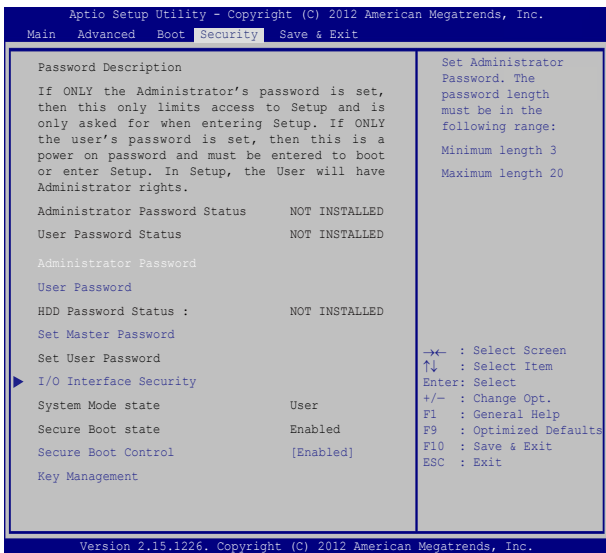 Aptio Setup Utility - Copyright (C) 2012 American Megatrends, Inc.
Main Advanced Boot Security Save & Exit
Password Description
If ONLY the Administrator's password is set,
then this only limits access to Setup and is
only asked for when entering Setup. If ONLY
the user's password is set, then this is a
power on password and must be entered to boot
or enter Setup. In Setup, the User will have
Administrator rights.
Administrator Password Status NOT INSTALLED
User Password Status NOT INSTALLED
Administrator Password
User Password
HDD Password Status : NOT INSTALLED
Set Master Password
Set User Password
I/O Interface Security
System Mode state User
Secure Boot state Enabled
Secure Boot Control [Enabled]
Key Management
Set Administrator
Password. The
password length
must be in the
following range:
Minimum length 3
Maximum length 20
→← : Select Screen
↑↓ : Select Item
Enter: Select
+/— : Change Opt.
F1 : General Help
F9 : Optimized Defaults
F10 : Save & Exit
ESC : Exit
Version 2.15.1226. Copyright (C) 2012 American Megatrends, Inc.